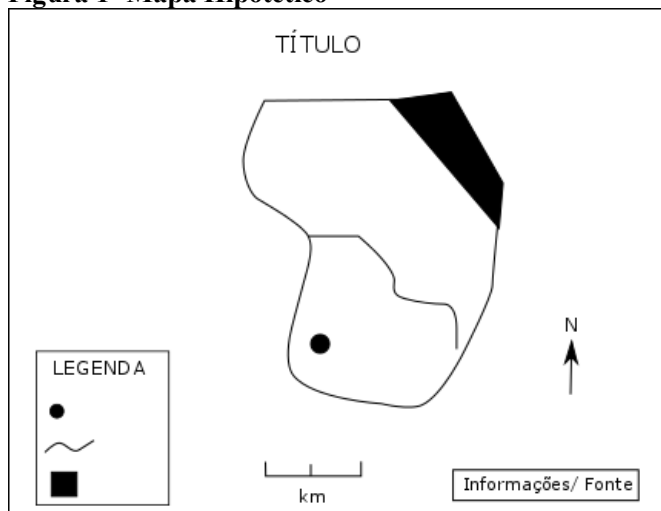 Figura 1- Mapa Hipotético
TÍTULO
N
LEGENDA
km
Informações/ Fonte